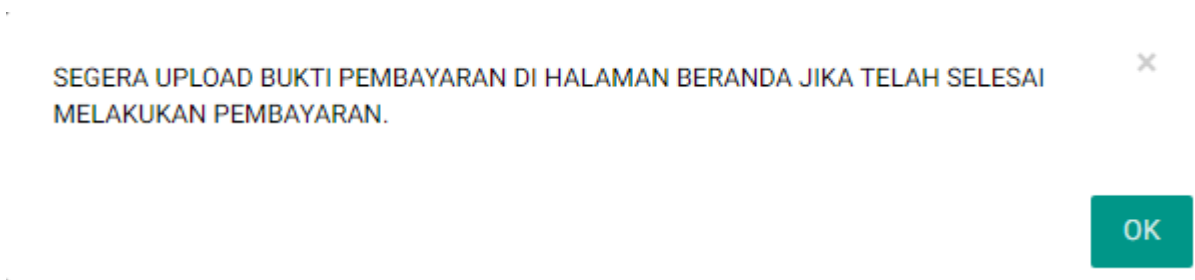 SEGERA UPLOAD BUKTI PEMBAYARAN DI HALAMAN BERANDA JIKA TELAH SELESAI
MELAKUKAN PEMBAYARAN.
×
OK